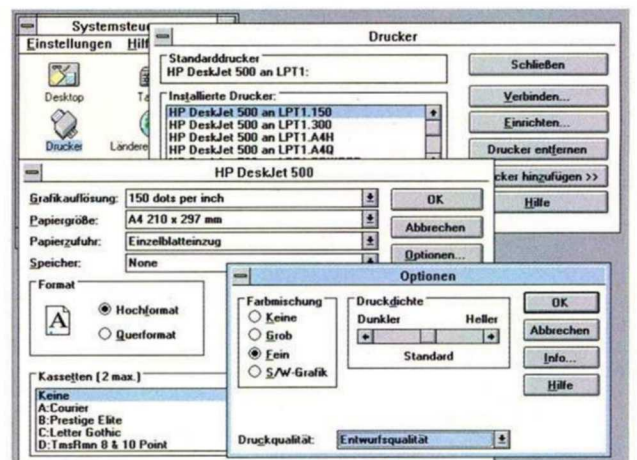 Systemsteue
Einstellungen Hilf
Desktop
Drucker
Ländere
Drucker
Standarddrucker
HP DeskJet 500 an LPT1:
Installierte Drucker:
HP DeskJet 500 an LPT1.150
HP DeskJet 500 an LPT1.300
HP DeskJet 500 an LPT1.A4H
HP DeskJet 500 an LPT1.A4Q
Schließen
Verbinden...
Einrichten...
Drucker entfernen
cker hinzufügen >>
Hilfe
HP DeskJet 500
Grafikauflösung: 150 dots per inch
Papiergröße: A4 210 x 297 mm
Papierzufuhr: Einzelblatteinzug
Speicher: None
OK
Abbrechen
Optionen...
Format
A
Hochformat
Querformat
Kassetten (2 max.)
Keine
A:Courier
B:Prestige Elite
C:Letter Gothic
D:TmsRmn 8 & 10 Point
Optionen
Farbmischung
Keine
Grob
Fein
S/W-Grafik
Druckdichte
Dunkler Heller
Standard
OK
Abbrechen
Info...
Hilfe
Druckqualität: Entwurfsqualität